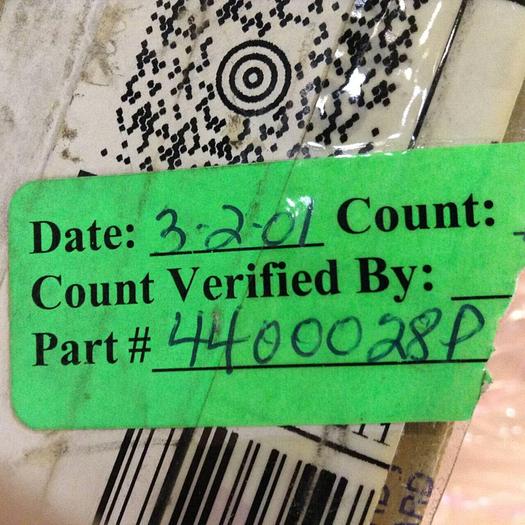 Date: 3-2-01 Count:
Count Verified By:
Part # 4400028P